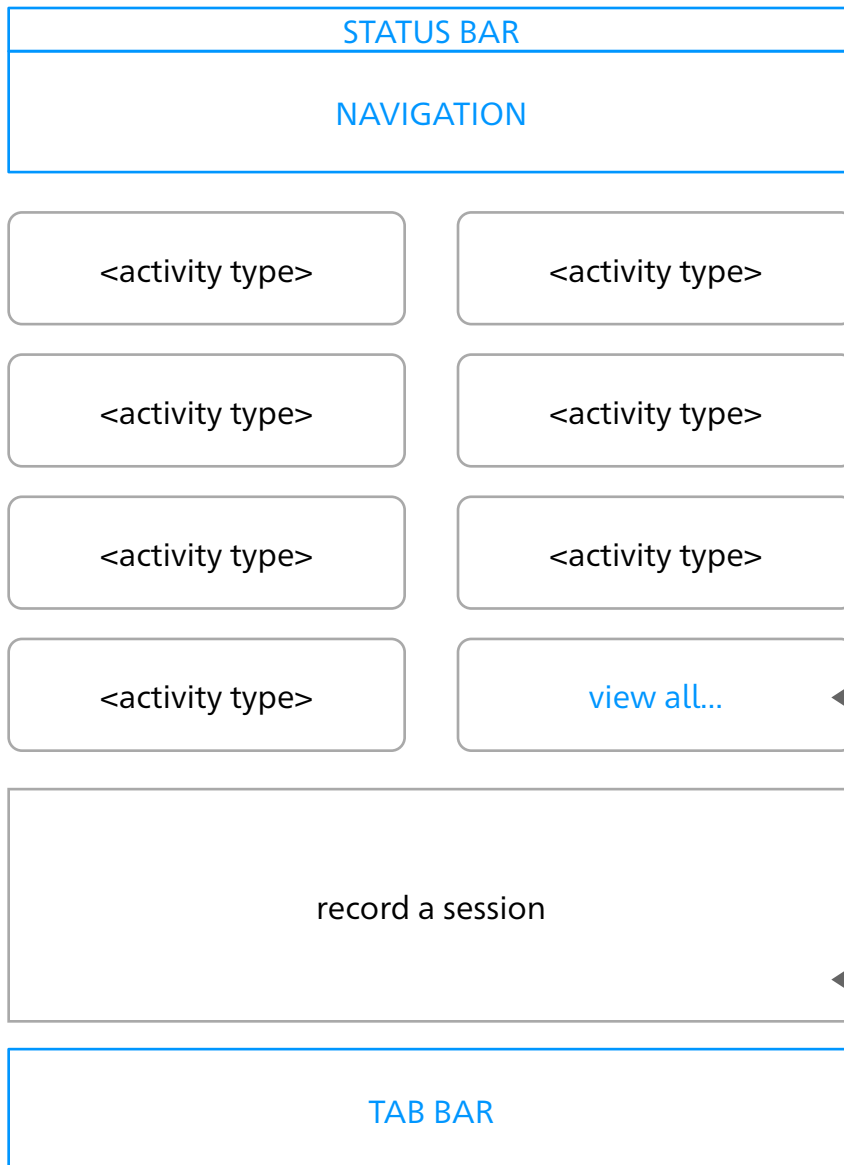 STATUS BAR
NAVIGATION
<activity type>
<activity type>
<activity type>
<activity type>
<activity type>
<activity type>
<activity type>
view all...
record a session
TAB BAR